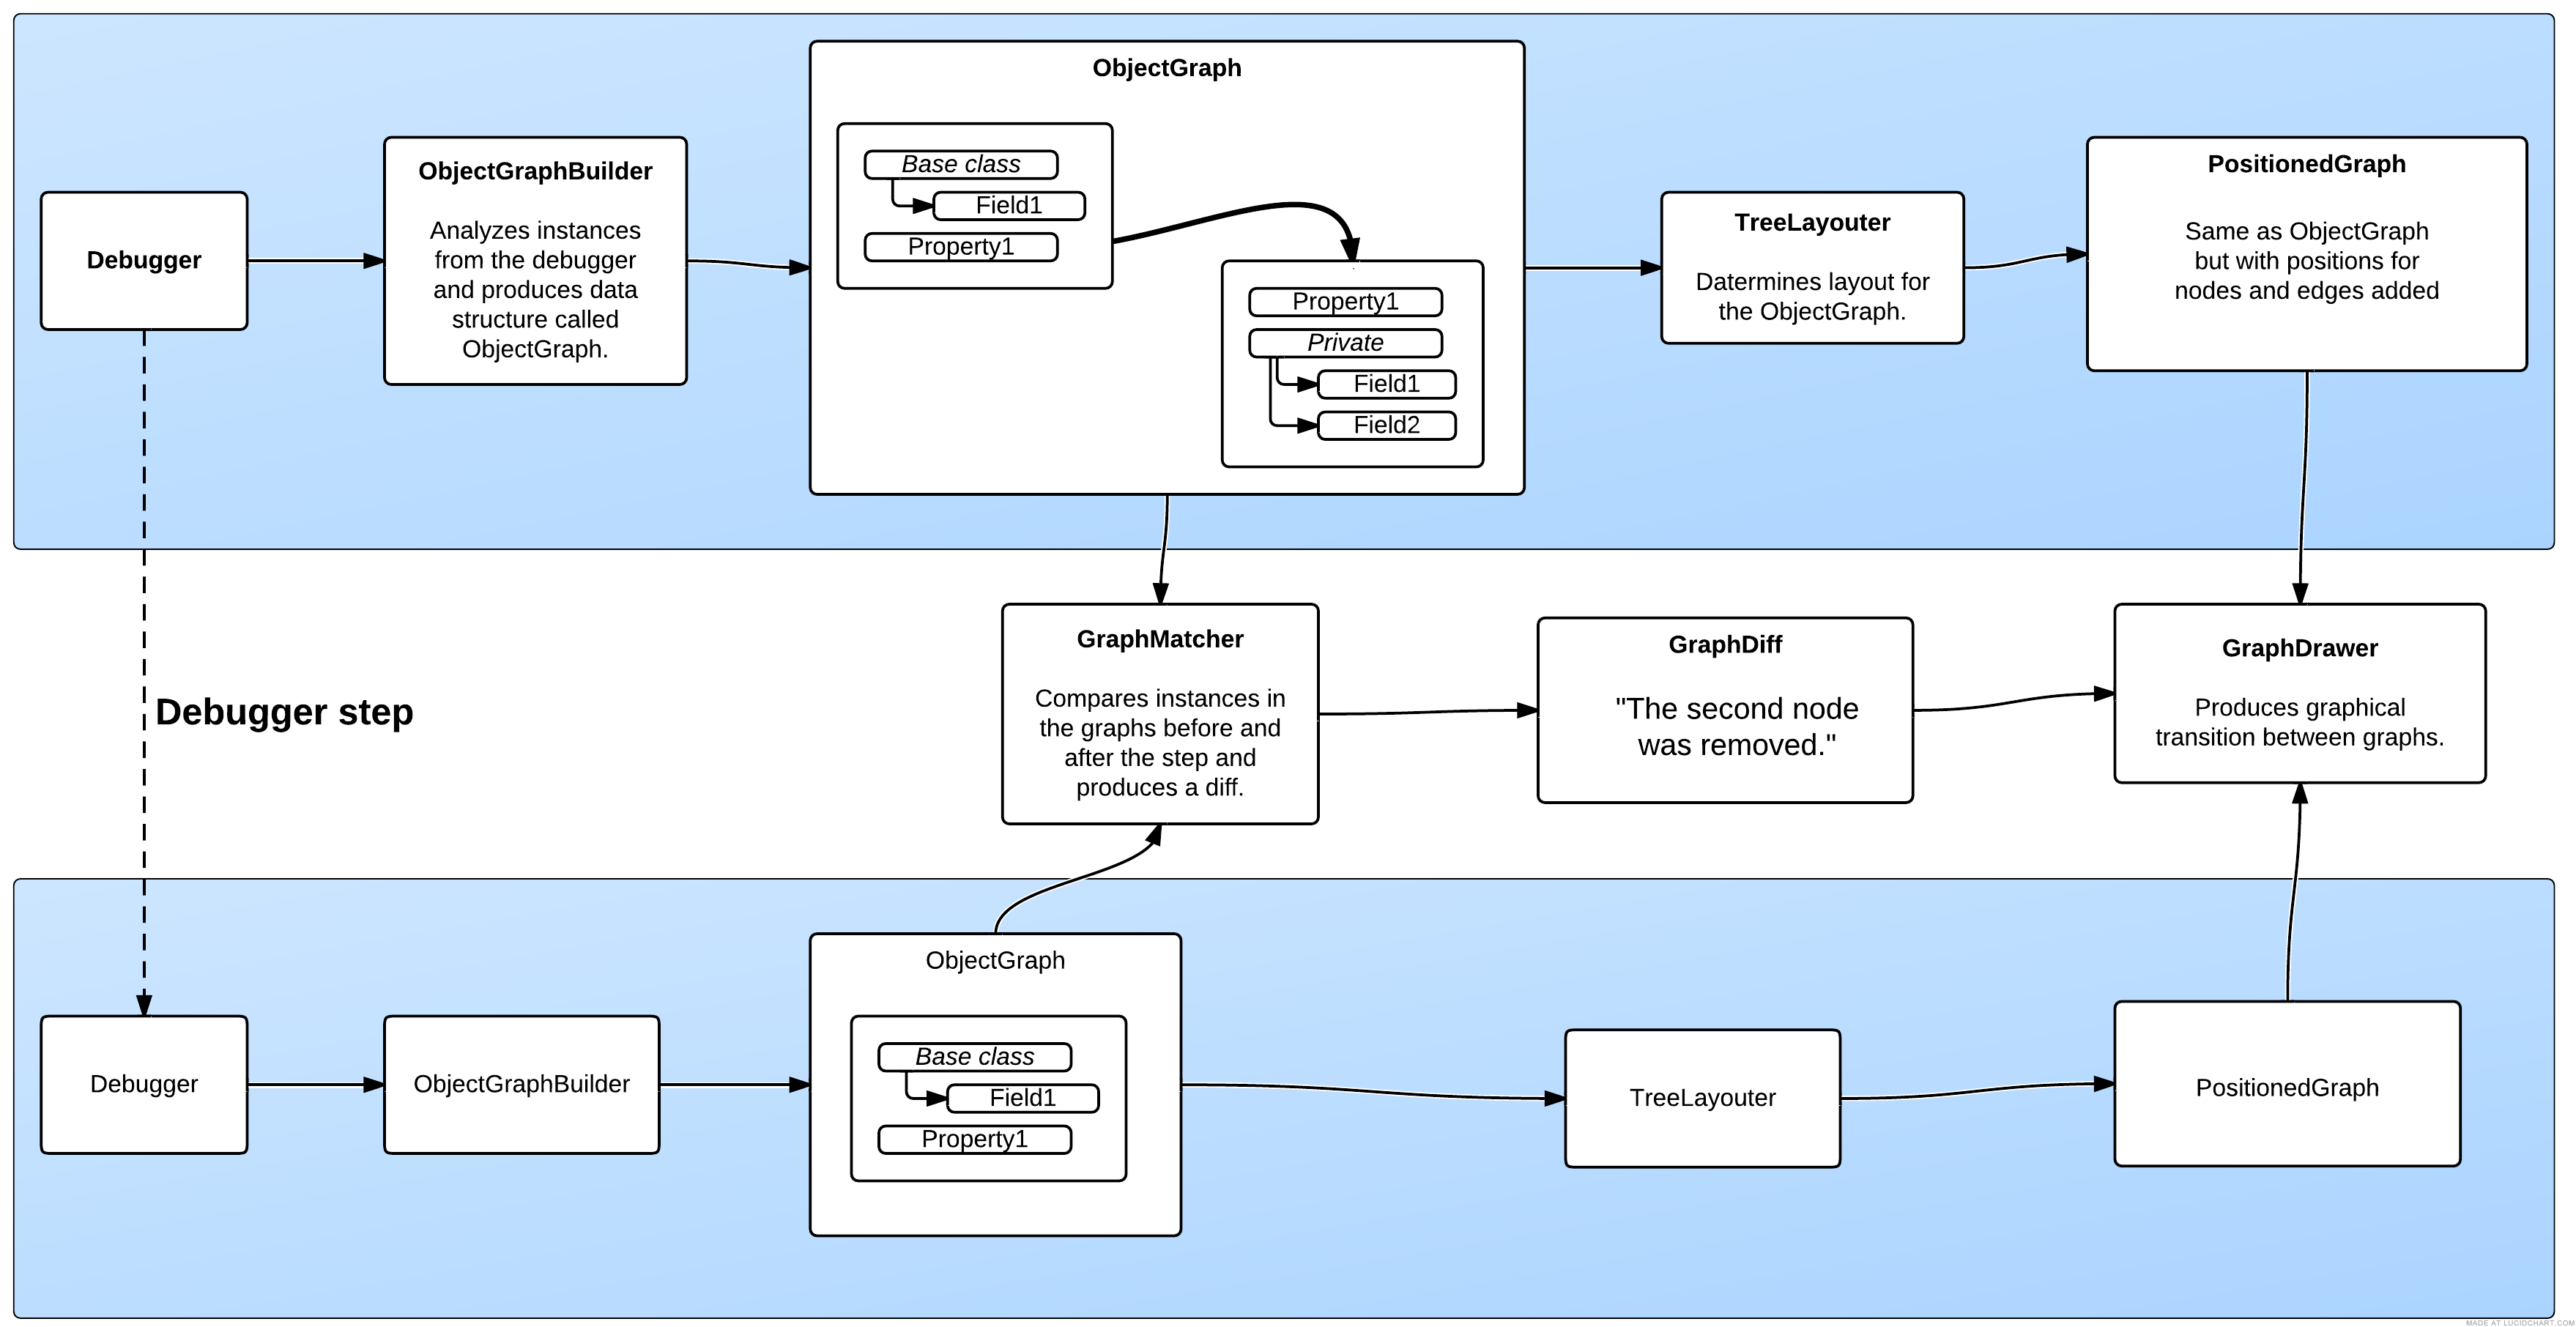 ObjectGraph
Base class
Field1
Property1
Property1
Private
Field1
Field2
Debugger
ObjectGraphBuilder
Analyzes instances
from the debugger
and produces data
structure called
ObjectGraph.
TreeLayouter
Datermines layout for
the ObjectGraph.
PositionedGraph
Same as ObjectGraph
but with positions for
nodes and edges added
Debugger step
GraphMatcher
Compares instances in
the graphs before and
after the step and
produces a diff.
GraphDiff
"The second node
was removed."
GraphDrawer
Produces graphical
transition between graphs.
Debugger
ObjectGraphBuilder
ObjectGraph
Base class
Field1
Property1
TreeLayouter
PositionedGraph
MADE AT LUCIDCHART.COM